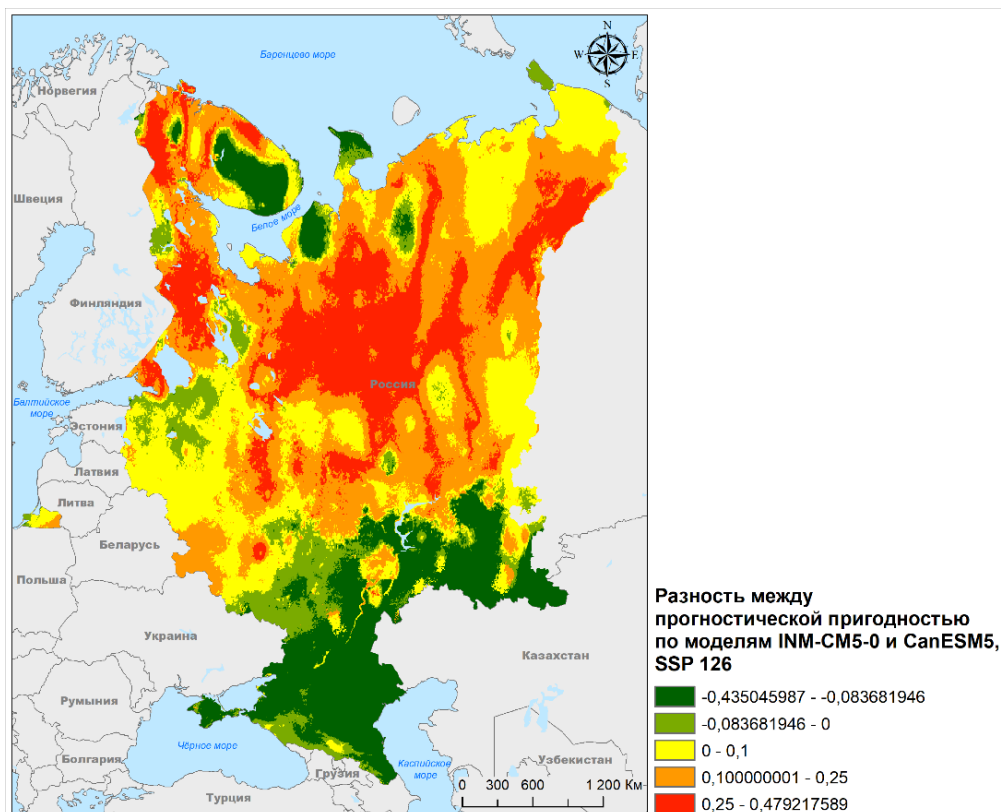 Баренцево море
N
W E
S
Норвегия
Швеция
Белое море
Финляндия
Россия
Балтийское
море
Эстония
Латвия
Литва
Беларусь
Польша
Украина
Казахстан
Румыния
Чёрное море
Болгария
Грузия
Каспийское
море
Узбекистан
Турция
0 300 600 1 200 Км
Разность между
прогностической пригодностью
по моделям INM-CM5-0 и CanESM5,
SSP 126
-0,435045987 - -0,083681946
-0,083681946 - 0
0 - 0,1
0,100000001 - 0,25
0,25 - 0,479217589